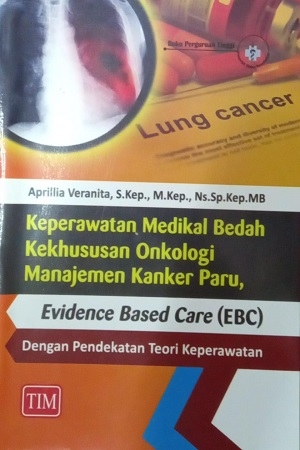 Buku Perguruan Tinggi
Lung cancer
Aprillia Veranita, S.Kep., M.Kep., Ns.Sp.Kep.MB
Keperawatan Medikal Bedah
Kekhususan Onkologi
Manajemen Kanker Paru,
Evidence Based Care (EBC)
Dengan Pendekatan Teori Keperawatan
TIM